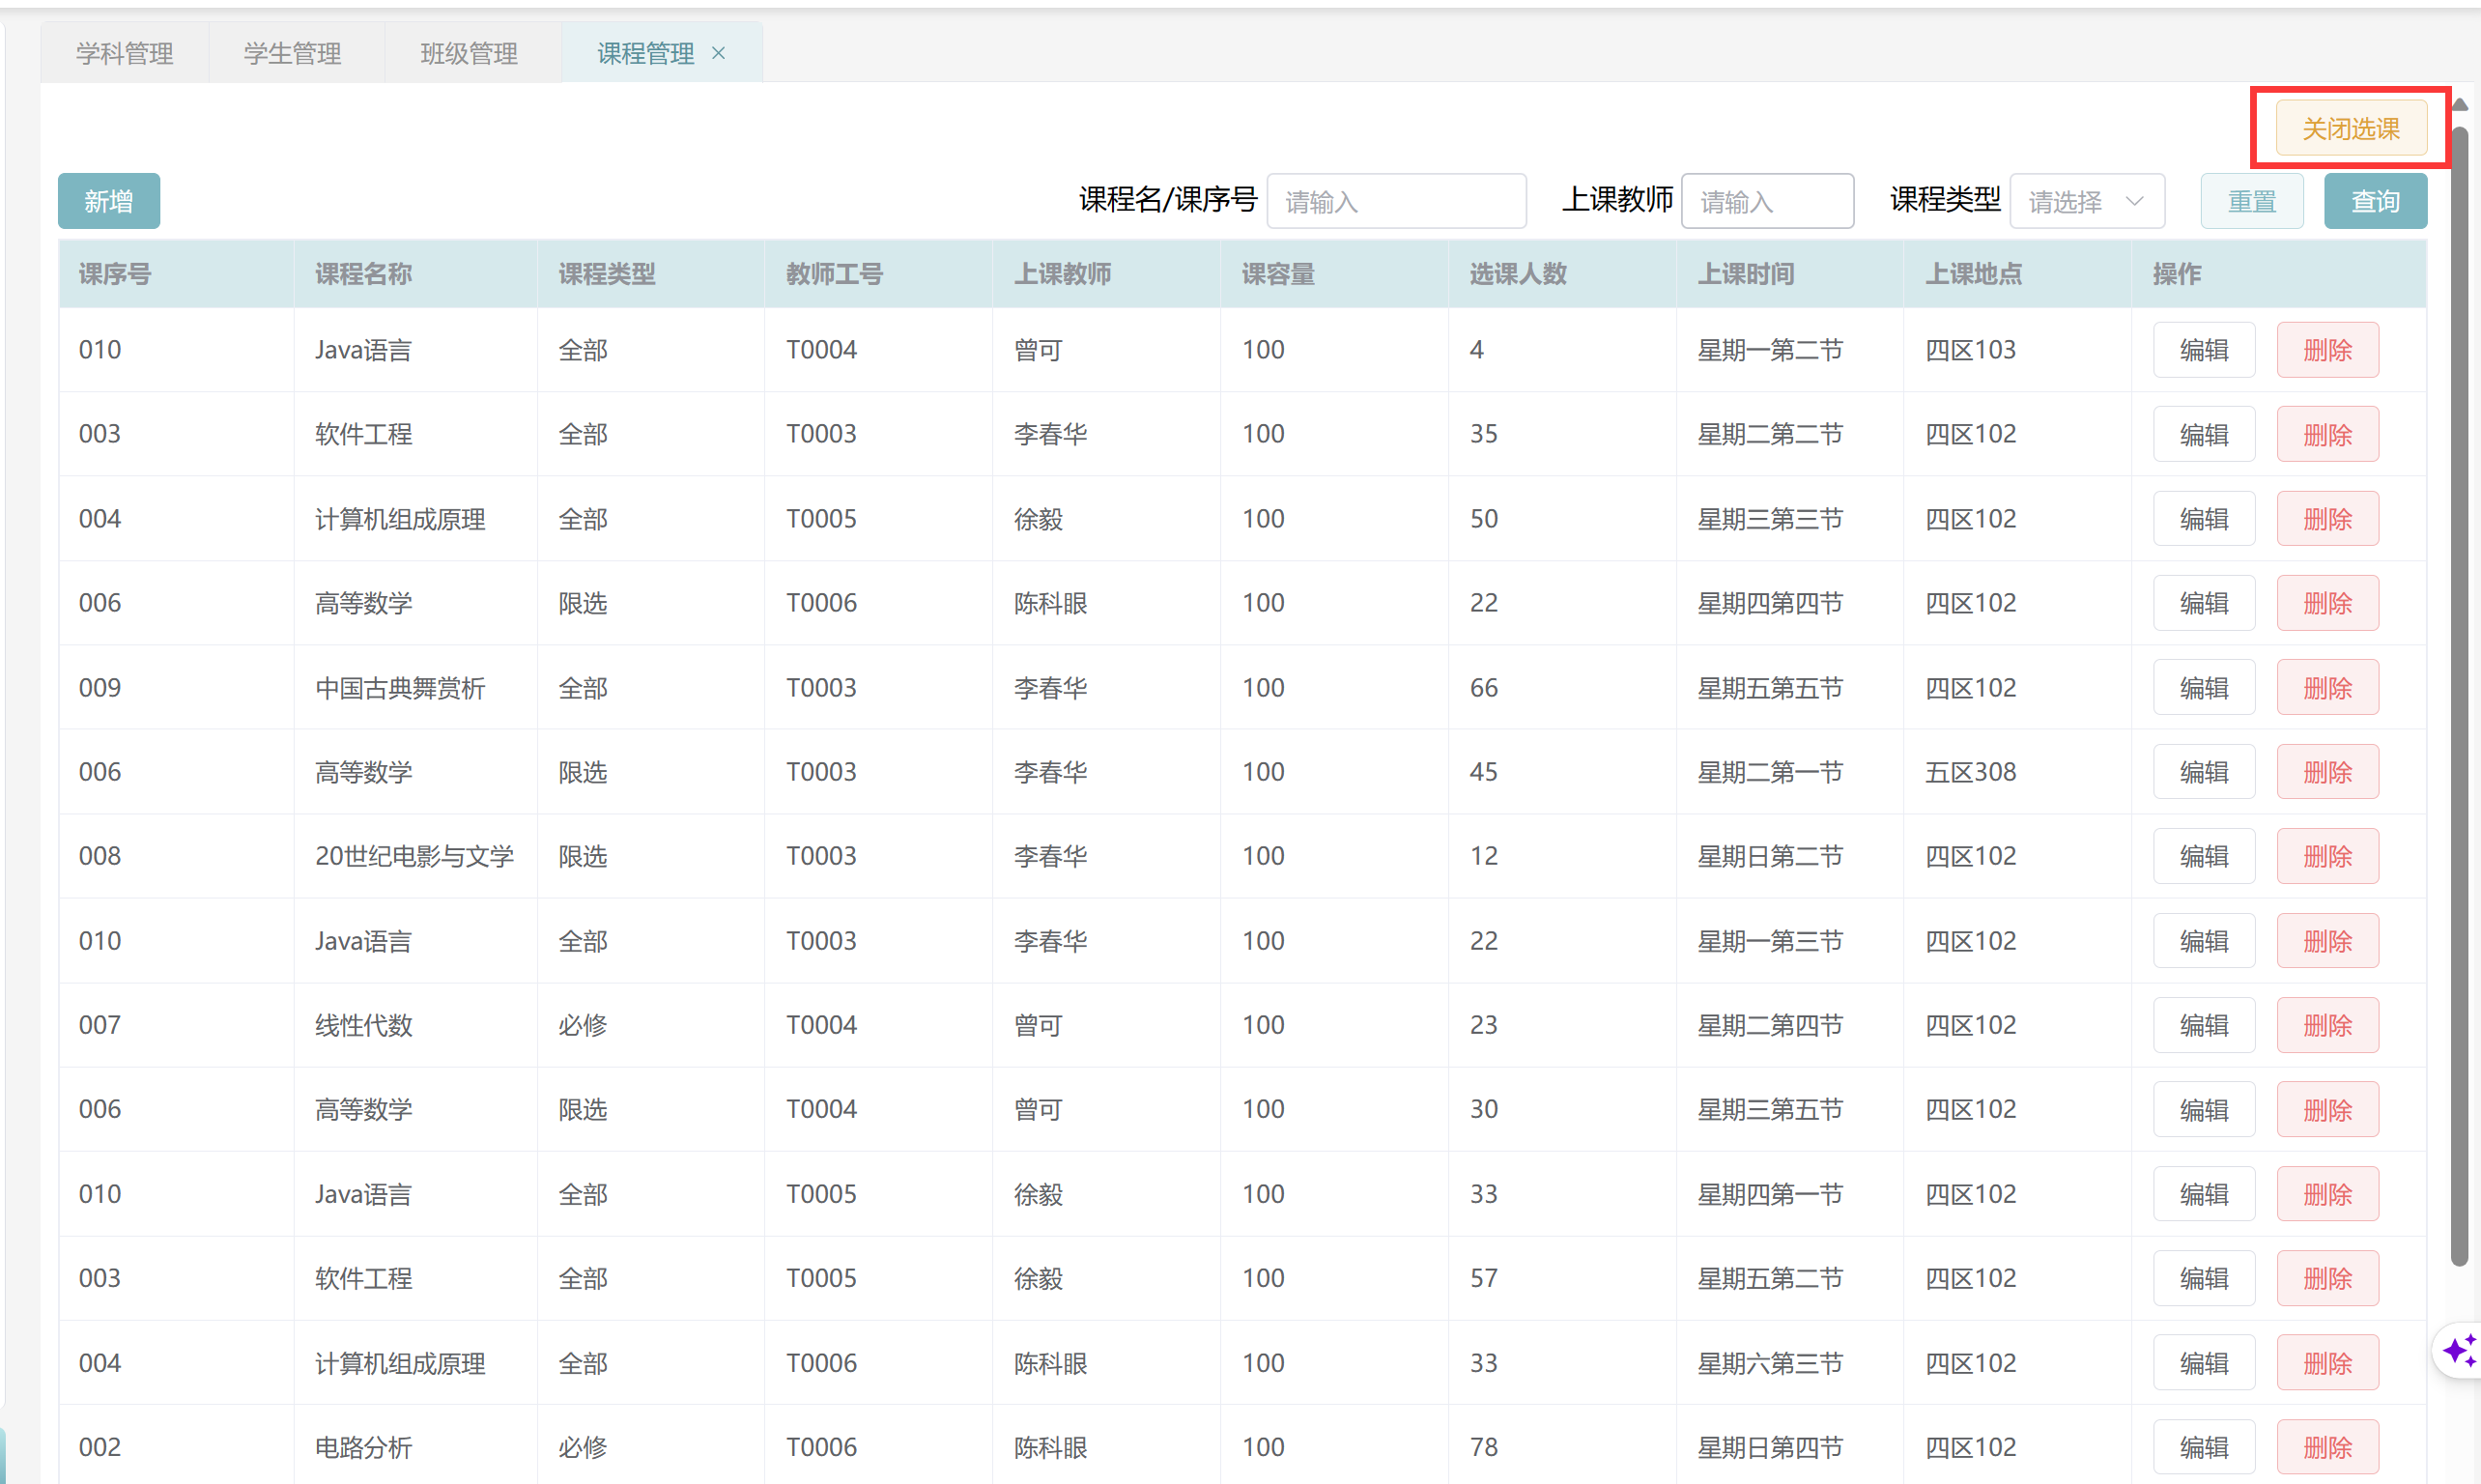 学科管理 学生管理 班级管理 课程管理 ×
关闭选课
新增 课程名/课序号 请输入 上课教师 请输入 课程类型 请选择 重置 查询
课序号 课程名称 课程类型 教师工号 上课教师 课容量 选课人数 上课时间 上课地点 操作
010 Java语言 全部 T0004 曾可 100 4 星期一第二节 四区103 编辑 删除
003 软件工程 全部 T0003 李春华 100 35 星期二第二节 四区102 编辑 删除
004 计算机组成原理 全部 T0005 徐毅 100 50 星期三第三节 四区102 编辑 删除
006 高等数学 限选 T0006 陈科眼 100 22 星期四第四节 四区102 编辑 删除
009 中国古典舞赏析 全部 T0003 李春华 100 66 星期五第五节 四区102 编辑 删除
006 高等数学 限选 T0003 李春华 100 45 星期二第一节 五区308 编辑 删除
008 20世纪电影与文学 限选 T0003 李春华 100 12 星期日第二节 四区102 编辑 删除
010 Java语言 全部 T0003 李春华 100 22 星期一第三节 四区102 编辑 删除
007 线性代数 必修 T0004 曾可 100 23 星期二第四节 四区102 编辑 删除
006 高等数学 限选 T0004 曾可 100 30 星期三第五节 四区102 编辑 删除
010 Java语言 全部 T0005 徐毅 100 33 星期四第一节 四区102 编辑 删除
003 软件工程 全部 T0005 徐毅 100 57 星期五第二节 四区102 编辑 删除
004 计算机组成原理 全部 T0006 陈科眼 100 33 星期六第三节 四区102 编辑 删除
002 电路分析 必修 T0006 陈科眼 100 78 星期日第四节 四区102 编辑 删除